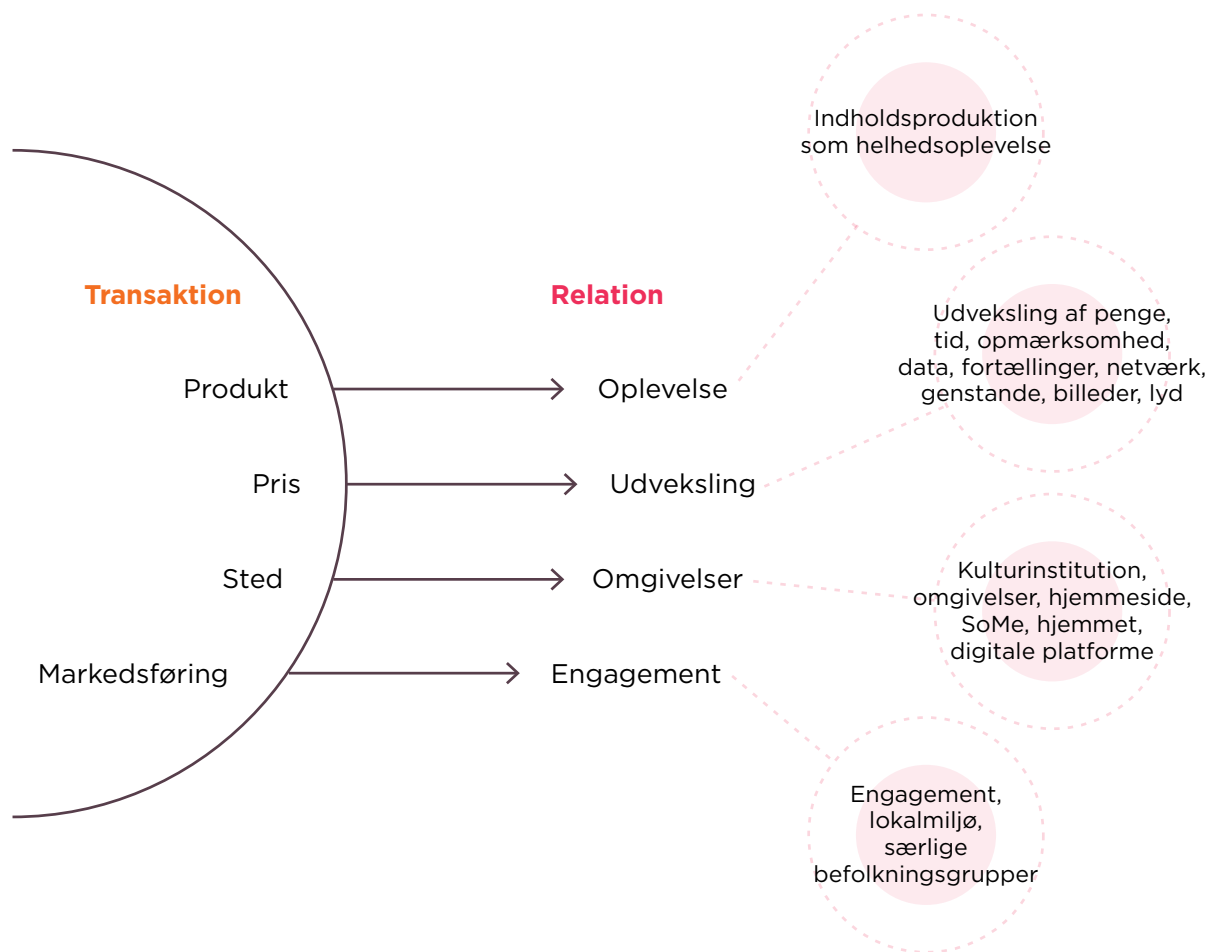 Indholdsproduktion
som helhedsoplevelse
Transaktion
Relation
Produkt
Oplevelse
Udveksling af penge,
tid, opmærksomhed,
data, fortællinger, netværk,
genstande, billeder, lyd
Pris
Udveksling
Sted
Omgivelser
Kulturinstitution,
omgivelser, hjemmeside,
SoMe, hjemmet,
digitale platforme
Markedsføring
Engagement
Engagement,
lokalmiljø,
særlige
befolkningsgrupper